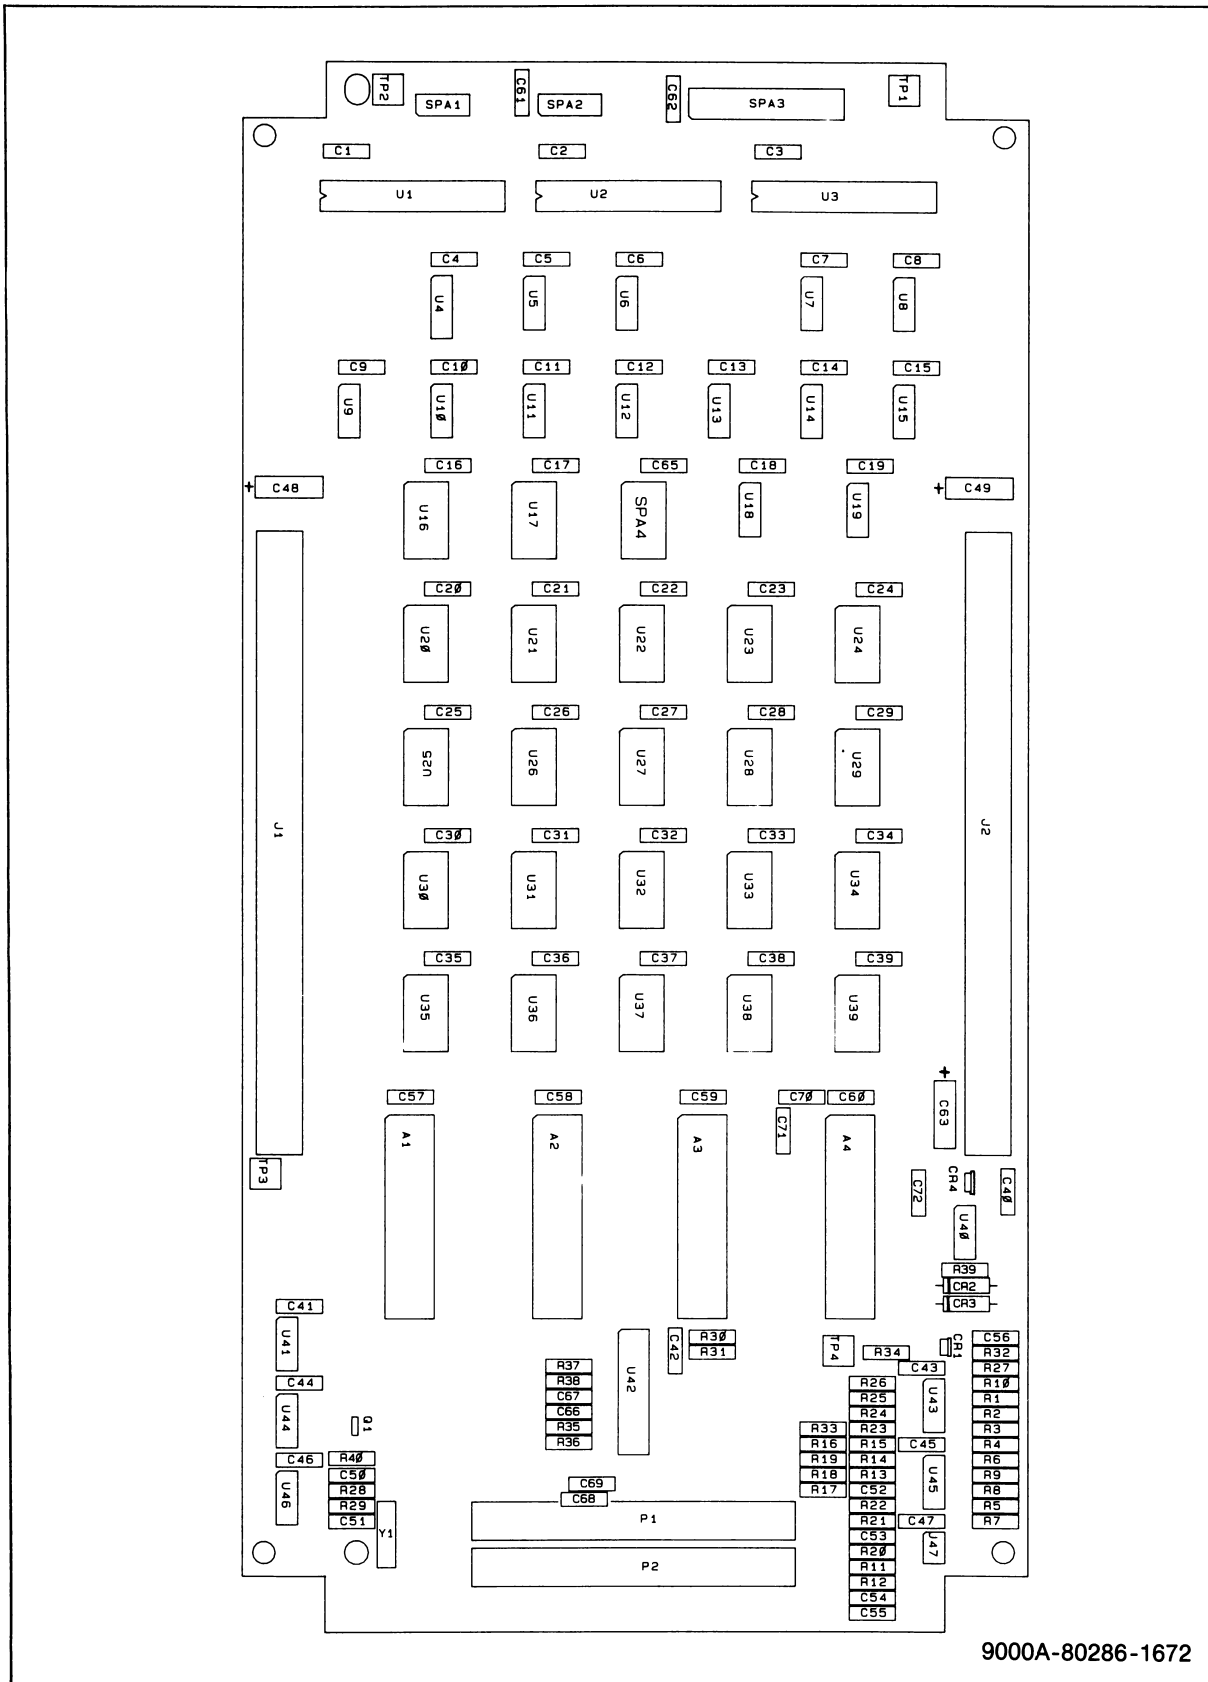 TP2 C61 C62 TP1
SPA1 SPA2 SPA3
C1 C2 C3
U1 U2 U3
C4 C5 C6 C7 C8
U4 U5 U6 U7 U8
C9 C1Ø C11 C12 C13 C14 C15
U9 U1Ø U11 U12 U13 U14 U15
C16 C17 C65 C18 C19
+ C48 + C49
U16 U17 SPA4 U18 U19
C2Ø C21 C22 C23 C24
U2Ø U21 U22 U23 U24
C25 C26 C27 C28 C29
U25 U26 U27 U28 U29
J1 J2
C3Ø C31 C32 C33 C34
U3Ø U31 U32 U33 U34
C35 C36 C37 C38 C39
U35 U36 U37 U38 U39
+
C57 C58 C59 C7Ø C6Ø C63
A1 A2 A3 C71 A4
TP3 C72 CR4 C4Ø
U4Ø
R39
CR2
CR3
C41
U41 U42 C42 R3Ø TP4 CR1 C56
R31 R34 R32
R37 C43 R27
C44 R38 R26 R1Ø
U44 C67 R25 U43 R1
Q1 C66 R24 R2
R35 R33 R23 R3
R36 R16 R15 C45 R4
C46 R4Ø R19 R14 R6
U46 C5Ø C69 R18 R13 U45 R9
R28 C68 R17 C52 R8
R29 R22 R5
C51 Y1 P1 R21 C47 R7
C53 U47
R2Ø
P2 R11
R12
C54
C55
9000A-80286-1672